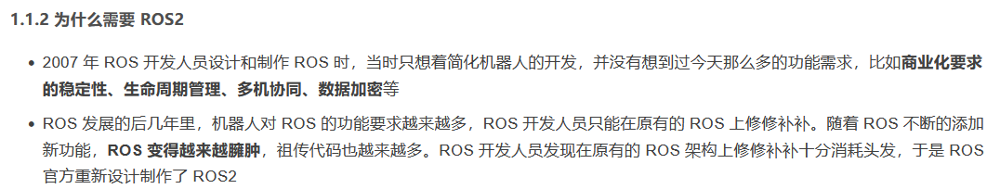 1.1.2 为什么需要 ROS2
• 2007 年 ROS 开发人员设计和制作 ROS 时，当时只想着简化机器人的开发，并没有想到过今天那么多的功能需求，比如商业化要求
的稳定性、生命周期管理、多机协同、数据加密等
• ROS 发展的后几年里，机器人对 ROS 的功能要求越来越多，ROS 开发人员只能在原有的 ROS 上修修补补。随着 ROS 不断的添加
新功能，ROS 变得越来越臃肿，祖传代码也越来越多。ROS 开发人员发现在原有的 ROS 架构上修修补补十分消耗头发，于是 ROS
官方重新设计制作了 ROS2